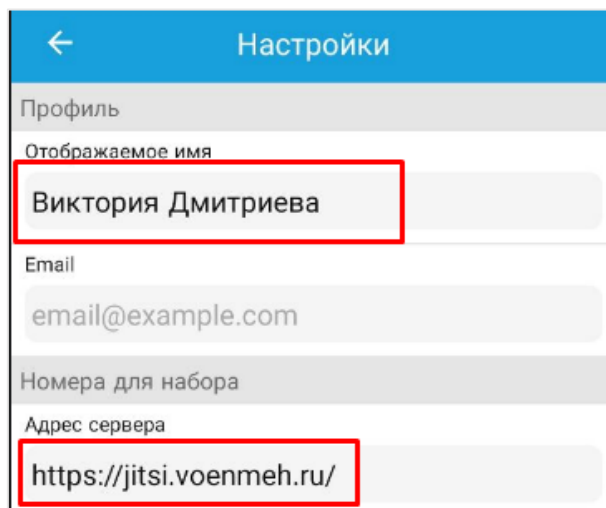 Настройки
Профиль
Отображаемое имя
Виктория Дмитриева
Email
email@example.com
Номера для набора
Адрес сервера
https://jitsi.voenmeh.ru/